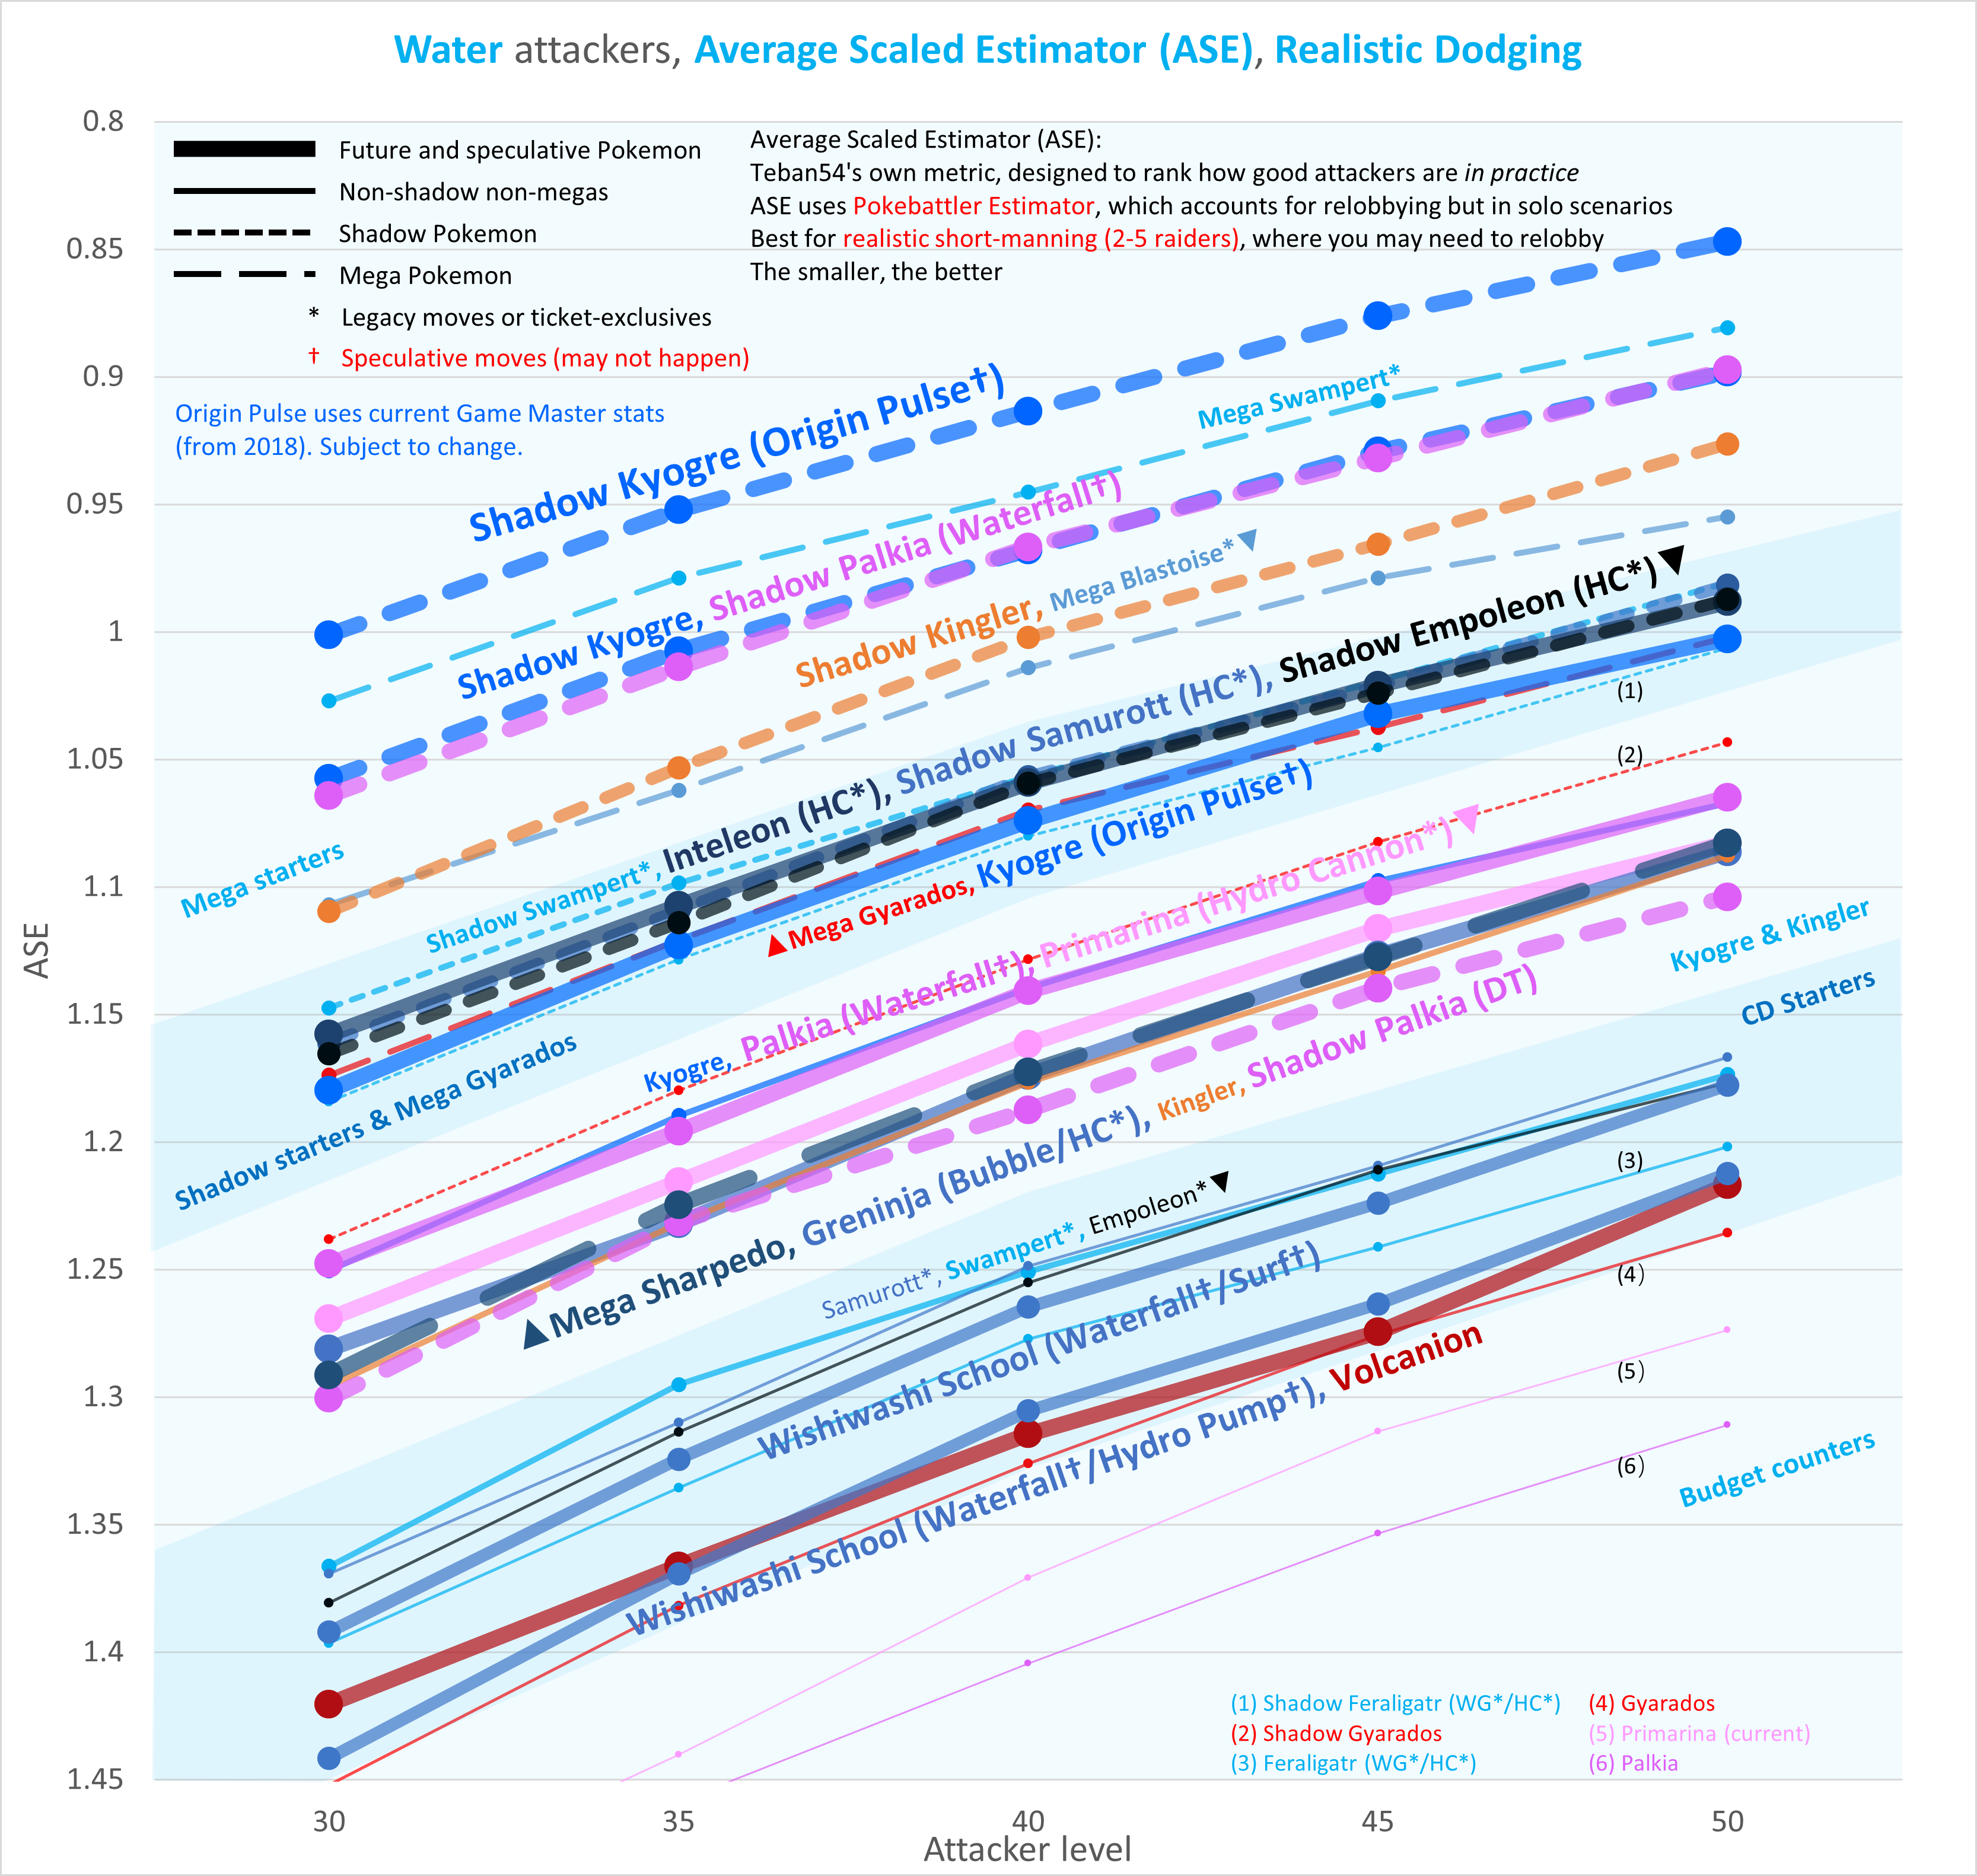 Water attackers, Average Scaled Estimator (ASE), Realistic Dodging
0.8
0.85
0.9
0.95
1
1.05
1.1
1.15
1.2
1.25
1.3
1.35
1.4
1.45
ASE
Future and speculative Pokemon
Non-shadow non-megas
Shadow Pokemon
Mega Pokemon
* Legacy moves or ticket-exclusives
† Speculative moves (may not happen)
Origin Pulse uses current Game Master stats
(from 2018). Subject to change.
Average Scaled Estimator (ASE):
Teban54's own metric, designed to rank how good attackers are in practice
ASE uses Pokebattler Estimator, which accounts for relobbying but in solo scenarios
Best for realistic short-manning (2-5 raiders), where you may need to relobby
The smaller, the better
Shadow Kyogre (Origin Pulse†)
Mega Swampert*
Shadow Kyogre, Shadow Palkia (Waterfall†)
Shadow Kingler, Mega Blastoise*▼
Mega starters
Shadow Swampert*, Inteleon (HC*), Shadow Samurott (HC*), Shadow Empoleon (HC*)▼
▲Mega Gyarados, Kyogre (Origin Pulse†)
(1)
(2)
Shadow starters & Mega Gyarados
Kyogre, Palkia (Waterfall†), Primarina (Hydro Cannon*)▼
▲Mega Sharpedo, Greninja (Bubble/HC*), Kingler, Shadow Palkia (DT)
Kyogre & Kingler
CD Starters
Samurott*, Swampert*, Empoleon*▼
Wishiwashi School (Waterfall†/Surf†)
(3)
Wishiwashi School (Waterfall†/Hydro Pump†), Volcanion
(4)
(5)
(6)
Budget counters
(1) Shadow Feraligatr (WG*/HC*)
(2) Shadow Gyarados
(3) Feraligatr (WG*/HC*)
(4) Gyarados
(5) Primarina (current)
(6) Palkia
30
35
40
45
50
Attacker level